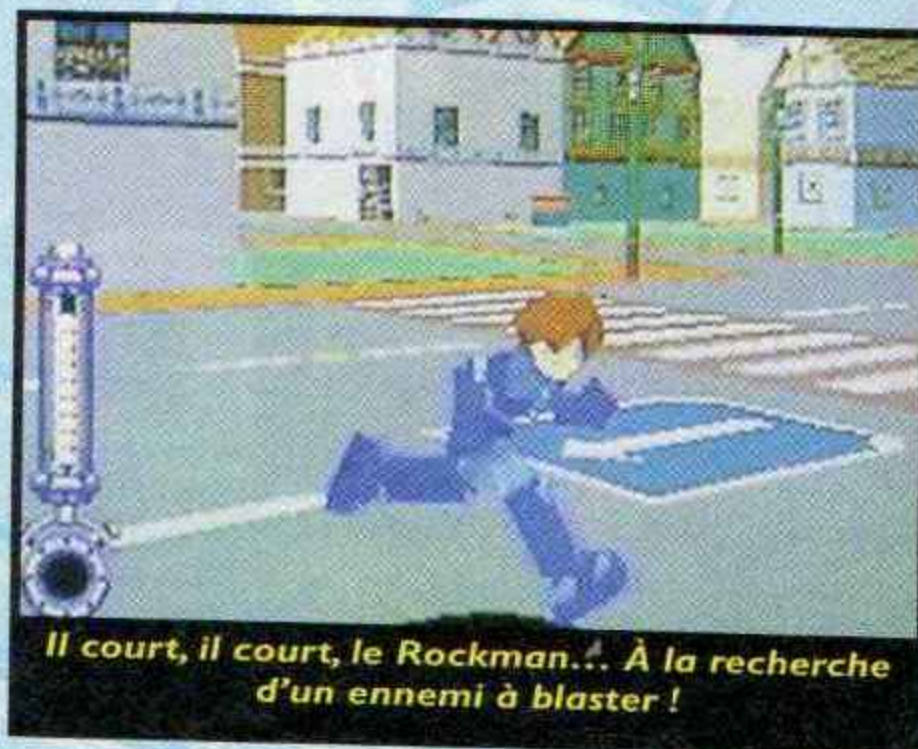 Il court, il court, le Rockman... À la recherche
d'un ennemi à blaster !